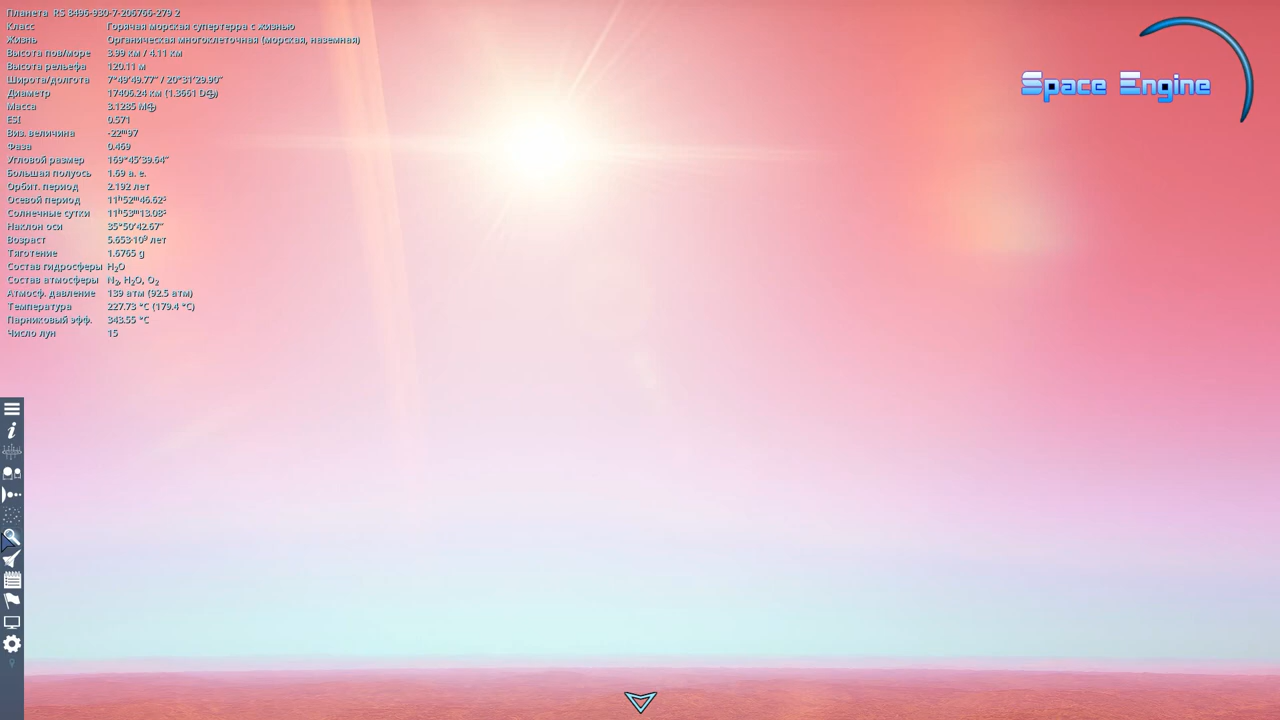 Планета RS 8496-930-7-206766-279 2
Класс Горячая морская супертерра с жизнью
Жизнь Органическая многоклеточная (морская, наземная)
Высота пов/море 3.99 км / 4.11 км
Высота рельефа 120.11 м
Широта/долгота 7°49'49.77" / 20°31'29.90"
Диаметр 17406.24 км (1.3661 D⊕)
Масса 3.1285 M⊕
ESI 0.571
Виз. величина -22ᵐ97
Фаза 0.469
Угловой размер 169°45'39.64"
Большая полуось 1.69 а. е.
Орбит. период 2.192 лет
Осевой период 11ʰ52ᵐ46.62ˢ
Солнечные сутки 11ʰ53ᵐ13.08ˢ
Наклон оси 35°50'42.67"
Возраст 5.653·10⁹ лет
Тяготение 1.6765 g
Состав гидросферы H₂O
Состав атмосферы N₂, H₂O, O₂
Атмосф. давление 139 атм (92.5 атм)
Температура 227.73 °C (179.4 °C)
Парниковый эфф. 343.55 °C
Число лун 15
Space Engine